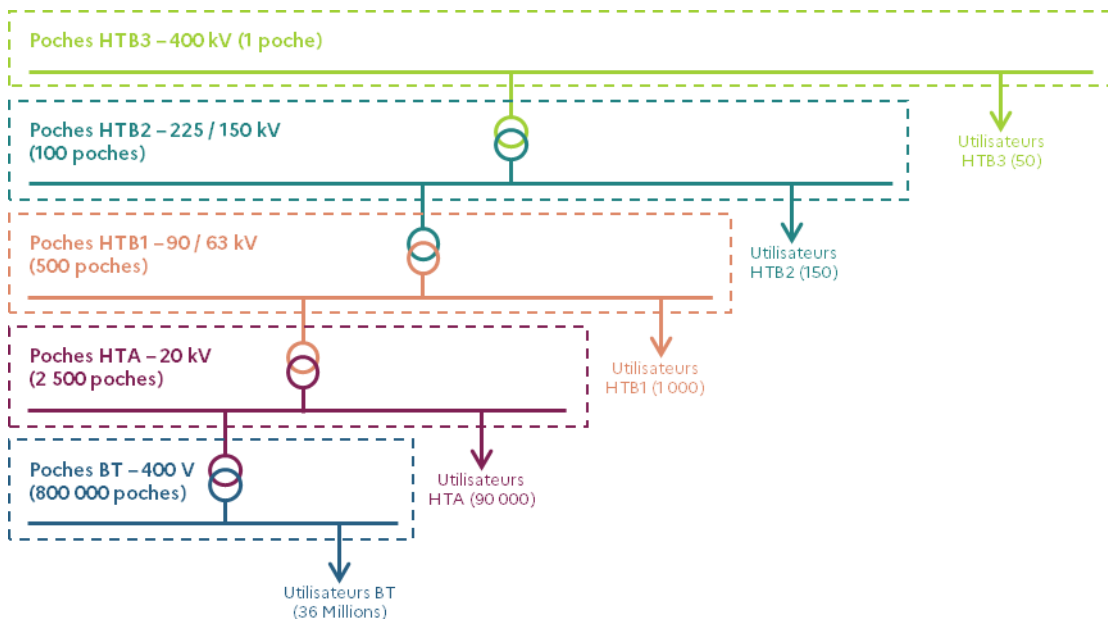 Poches HTB3 – 400 kV (1 poche)
Poches HTB2 – 225 / 150 kV
(100 poches)
Utilisateurs
HTB3 (50)
Poches HTB1 – 90 / 63 kV
(500 poches)
Utilisateurs
HTB2 (150)
Poches HTA – 20 kV
(2 500 poches)
Utilisateurs
HTB1 (1 000)
Poches BT – 400 V
(800 000 poches)
Utilisateurs
HTA (90 000)
Utilisateurs BT
(36 Millions)